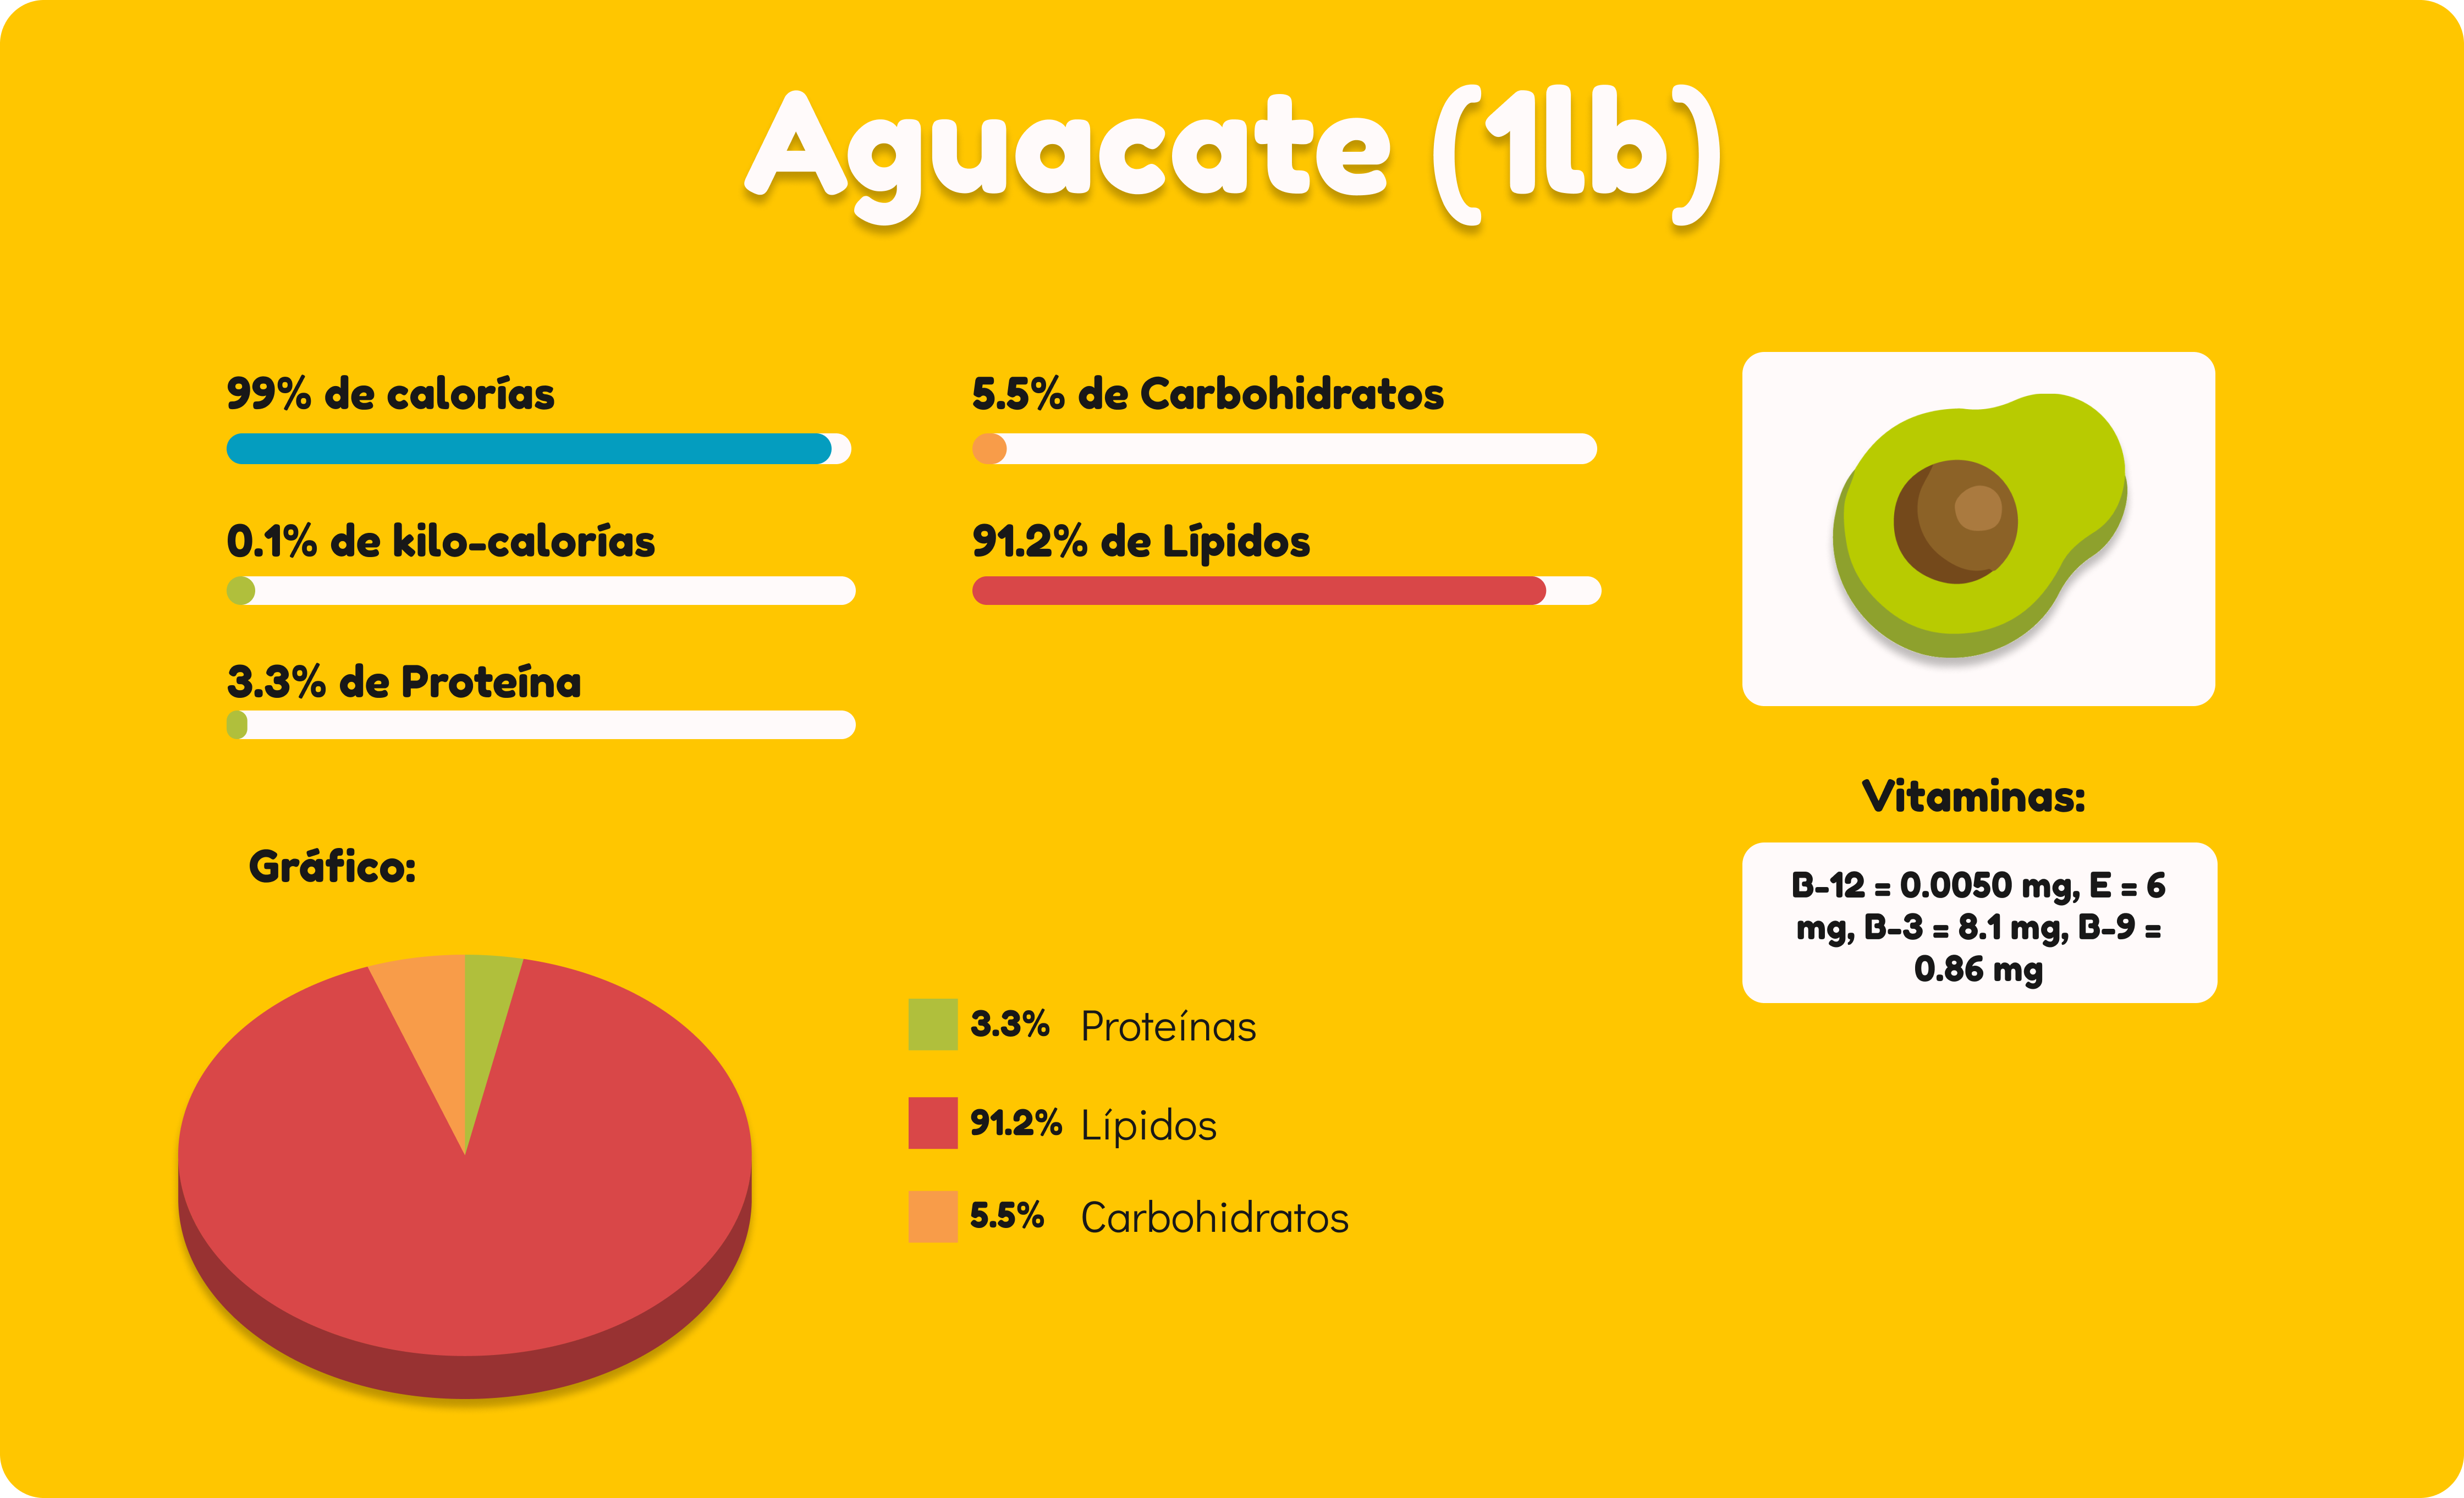 Aguacate (1lb)
99% de calorías
5.5% de Carbohidratos
0.1% de kilo-calorías
91.2% de Lípidos
3.3% de Proteína
Vitaminas:
B-12 = 0.0050 mg, E = 6
mg, B-3 = 8.1 mg, B-9 =
0.86 mg
Gráfico:
3.3% Proteínas
91.2% Lípidos
5.5% Carbohidratos